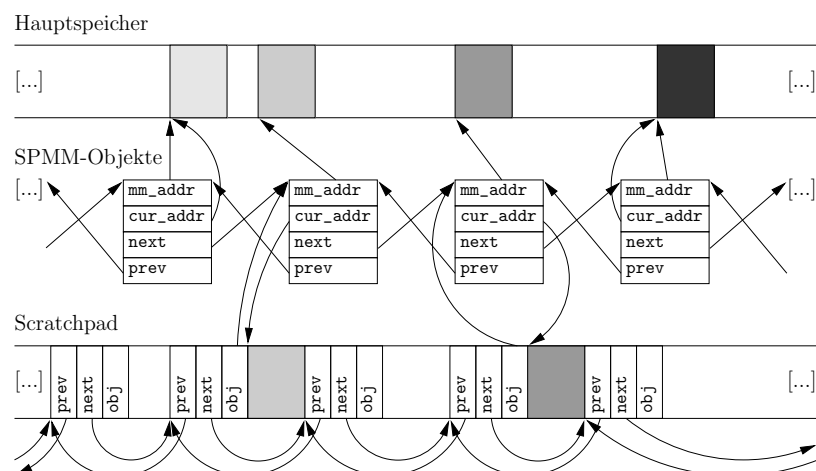 Hauptspeicher
[...] [...]
SPMM-Objekte
[...] [...]
mm_addr mm_addr mm_addr mm_addr
cur_addr cur_addr cur_addr cur_addr
next next next next
prev prev prev prev
Scratchpad
[...] prev next obj prev next obj prev next obj prev next obj prev next obj [...]